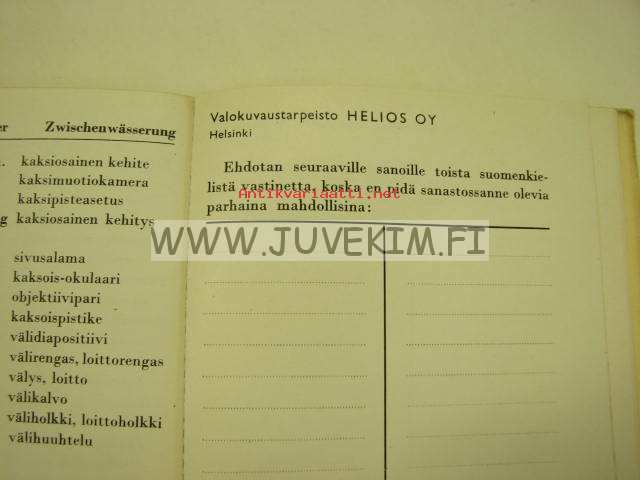 er Zwischenwässerung
kaksiosainen kehite
kaksimuotiokamera
kaksipisteasetus
g kaksiosainen kehitys
sivusalama
kaksois-okulaari
objektiivipari
kaksoispistike
välidiapositiivi
välirengas, loittorengas
välys, loitto
välikalvo
väliholkki, loittoholkki
välihuuhtelu
Valokuvaustarpeisto HELIOS OY
Helsinki
Ehdotan seuraaville sanoille toista suomenkie-
listä vastinetta, koska en pidä sanastossanne olevia
parhaina mahdollisina:
Antikvariaatti.net
WWW.JUVEKIM.FI